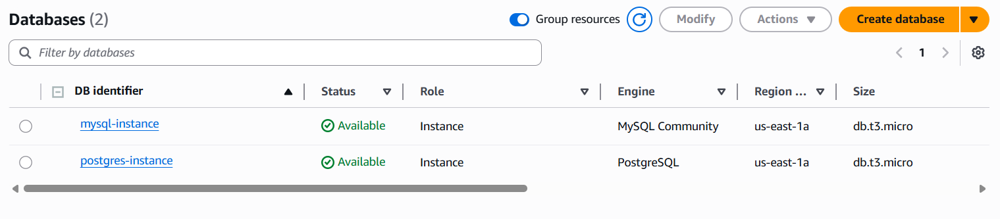 Databases (2) Group resources Modify Actions Create database
Filter by databases 1
DB identifier Status Role Engine Region ... Size
mysql-instance Available Instance MySQL Community us-east-1a db.t3.micro
postgres-instance Available Instance PostgreSQL us-east-1a db.t3.micro